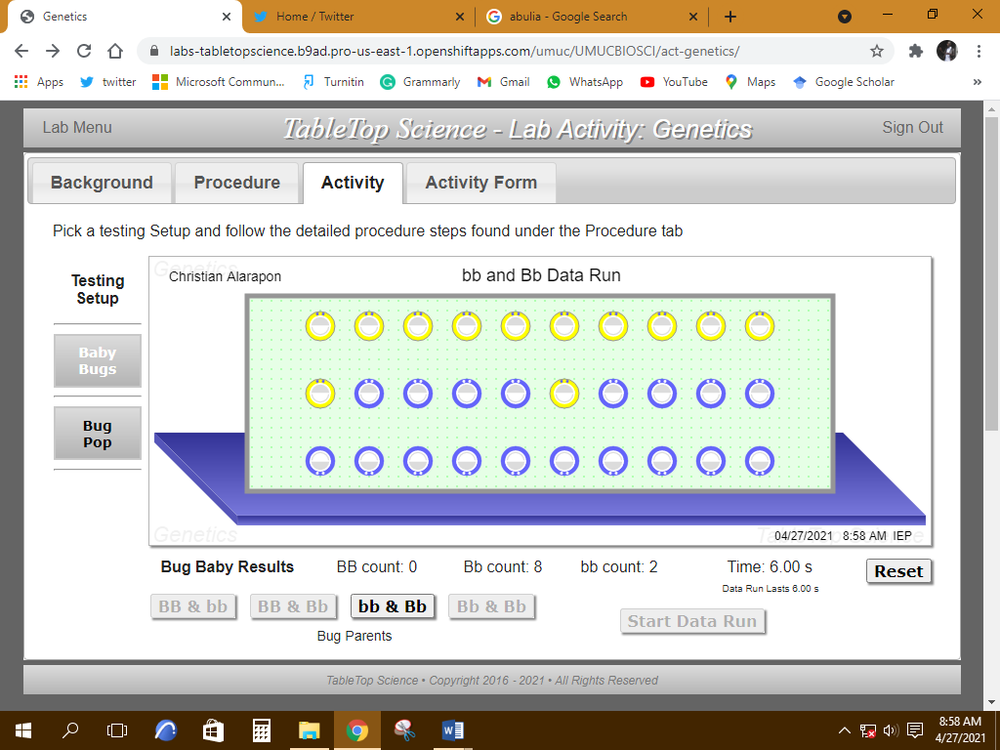 Genetics
Home / Twitter
abulia - Google Search
labs-tabletopscience.b9ad.pro-us-east-1.openshiftapps.com/umuc/UMUCBIOSCI/act-genetics/
Apps
twitter
Microsoft Commun...
Turnitin
Grammarly
Gmail
WhatsApp
YouTube
Maps
Google Scholar
»
Lab Menu
TableTop Science - Lab Activity: Genetics
Sign Out
Background
Procedure
Activity
Activity Form
Pick a testing Setup and follow the detailed procedure steps found under the Procedure tab
Testing
Setup
Baby
Bugs
Bug
Pop
Genetics
Christian Alarapon
bb and Bb Data Run
Genetics
04/27/2021 8:58 AM IEP
Bug Baby Results
BB count: 0
Bb count: 8
bb count: 2
Time: 6.00 s
Data Run Lasts 6.00 s
Reset
BB & bb
BB & Bb
bb & Bb
Bb & Bb
Bug Parents
Start Data Run
TableTop Science • Copyright 2016 - 2021 • All Rights Reserved
8:58 AM
4/27/2021